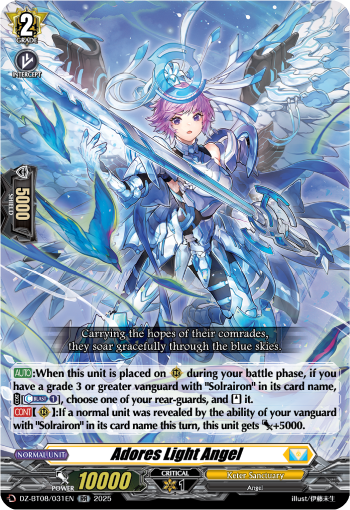 2
GRADE
INTERCEPT
5000
SHIELD
Carrying the hopes of their comrades,
they soar gracefully through the blue skies.
AUTO:When this unit is placed on R during your battle phase, if you
have a grade 3 or greater vanguard with "Solrairon" in its card name,
[C BLAST 1], choose one of your rear-guards, and it.
CONT[R]:If a normal unit was revealed by the ability of your vanguard
with "Solrairon" in its card name this turn, this unit gets +5000.
NORMAL UNIT
Adores Light Angel
POWER 10000
CRITICAL
1
Keter Sanctuary
Angel
DZ-BT08/031EN RR 2025
illust/伊藤未生